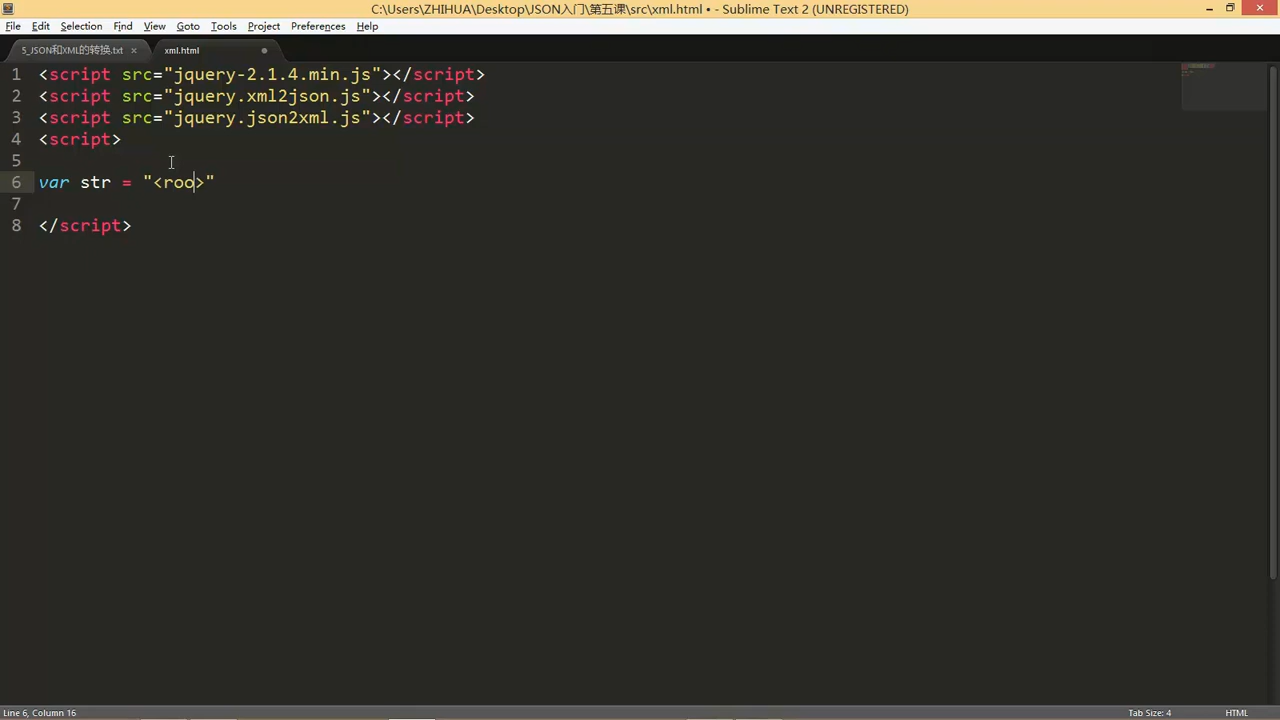 C:\Users\ZHIHUA\Desktop\JSON入门\第五课\src\xml.html • - Sublime Text 2 (UNREGISTERED)
File Edit Selection Find View Goto Tools Project Preferences Help
5_JSON和XML的转换.txt × xml.html
1 <script src="jquery-2.1.4.min.js"></script>
2 <script src="jquery.xml2json.js"></script>
3 <script src="jquery.json2xml.js"></script>
4 <script>
5
6 var str = "<roo>"
7
8 </script>
Line 6, Column 16 Tab Size: 4 HTML